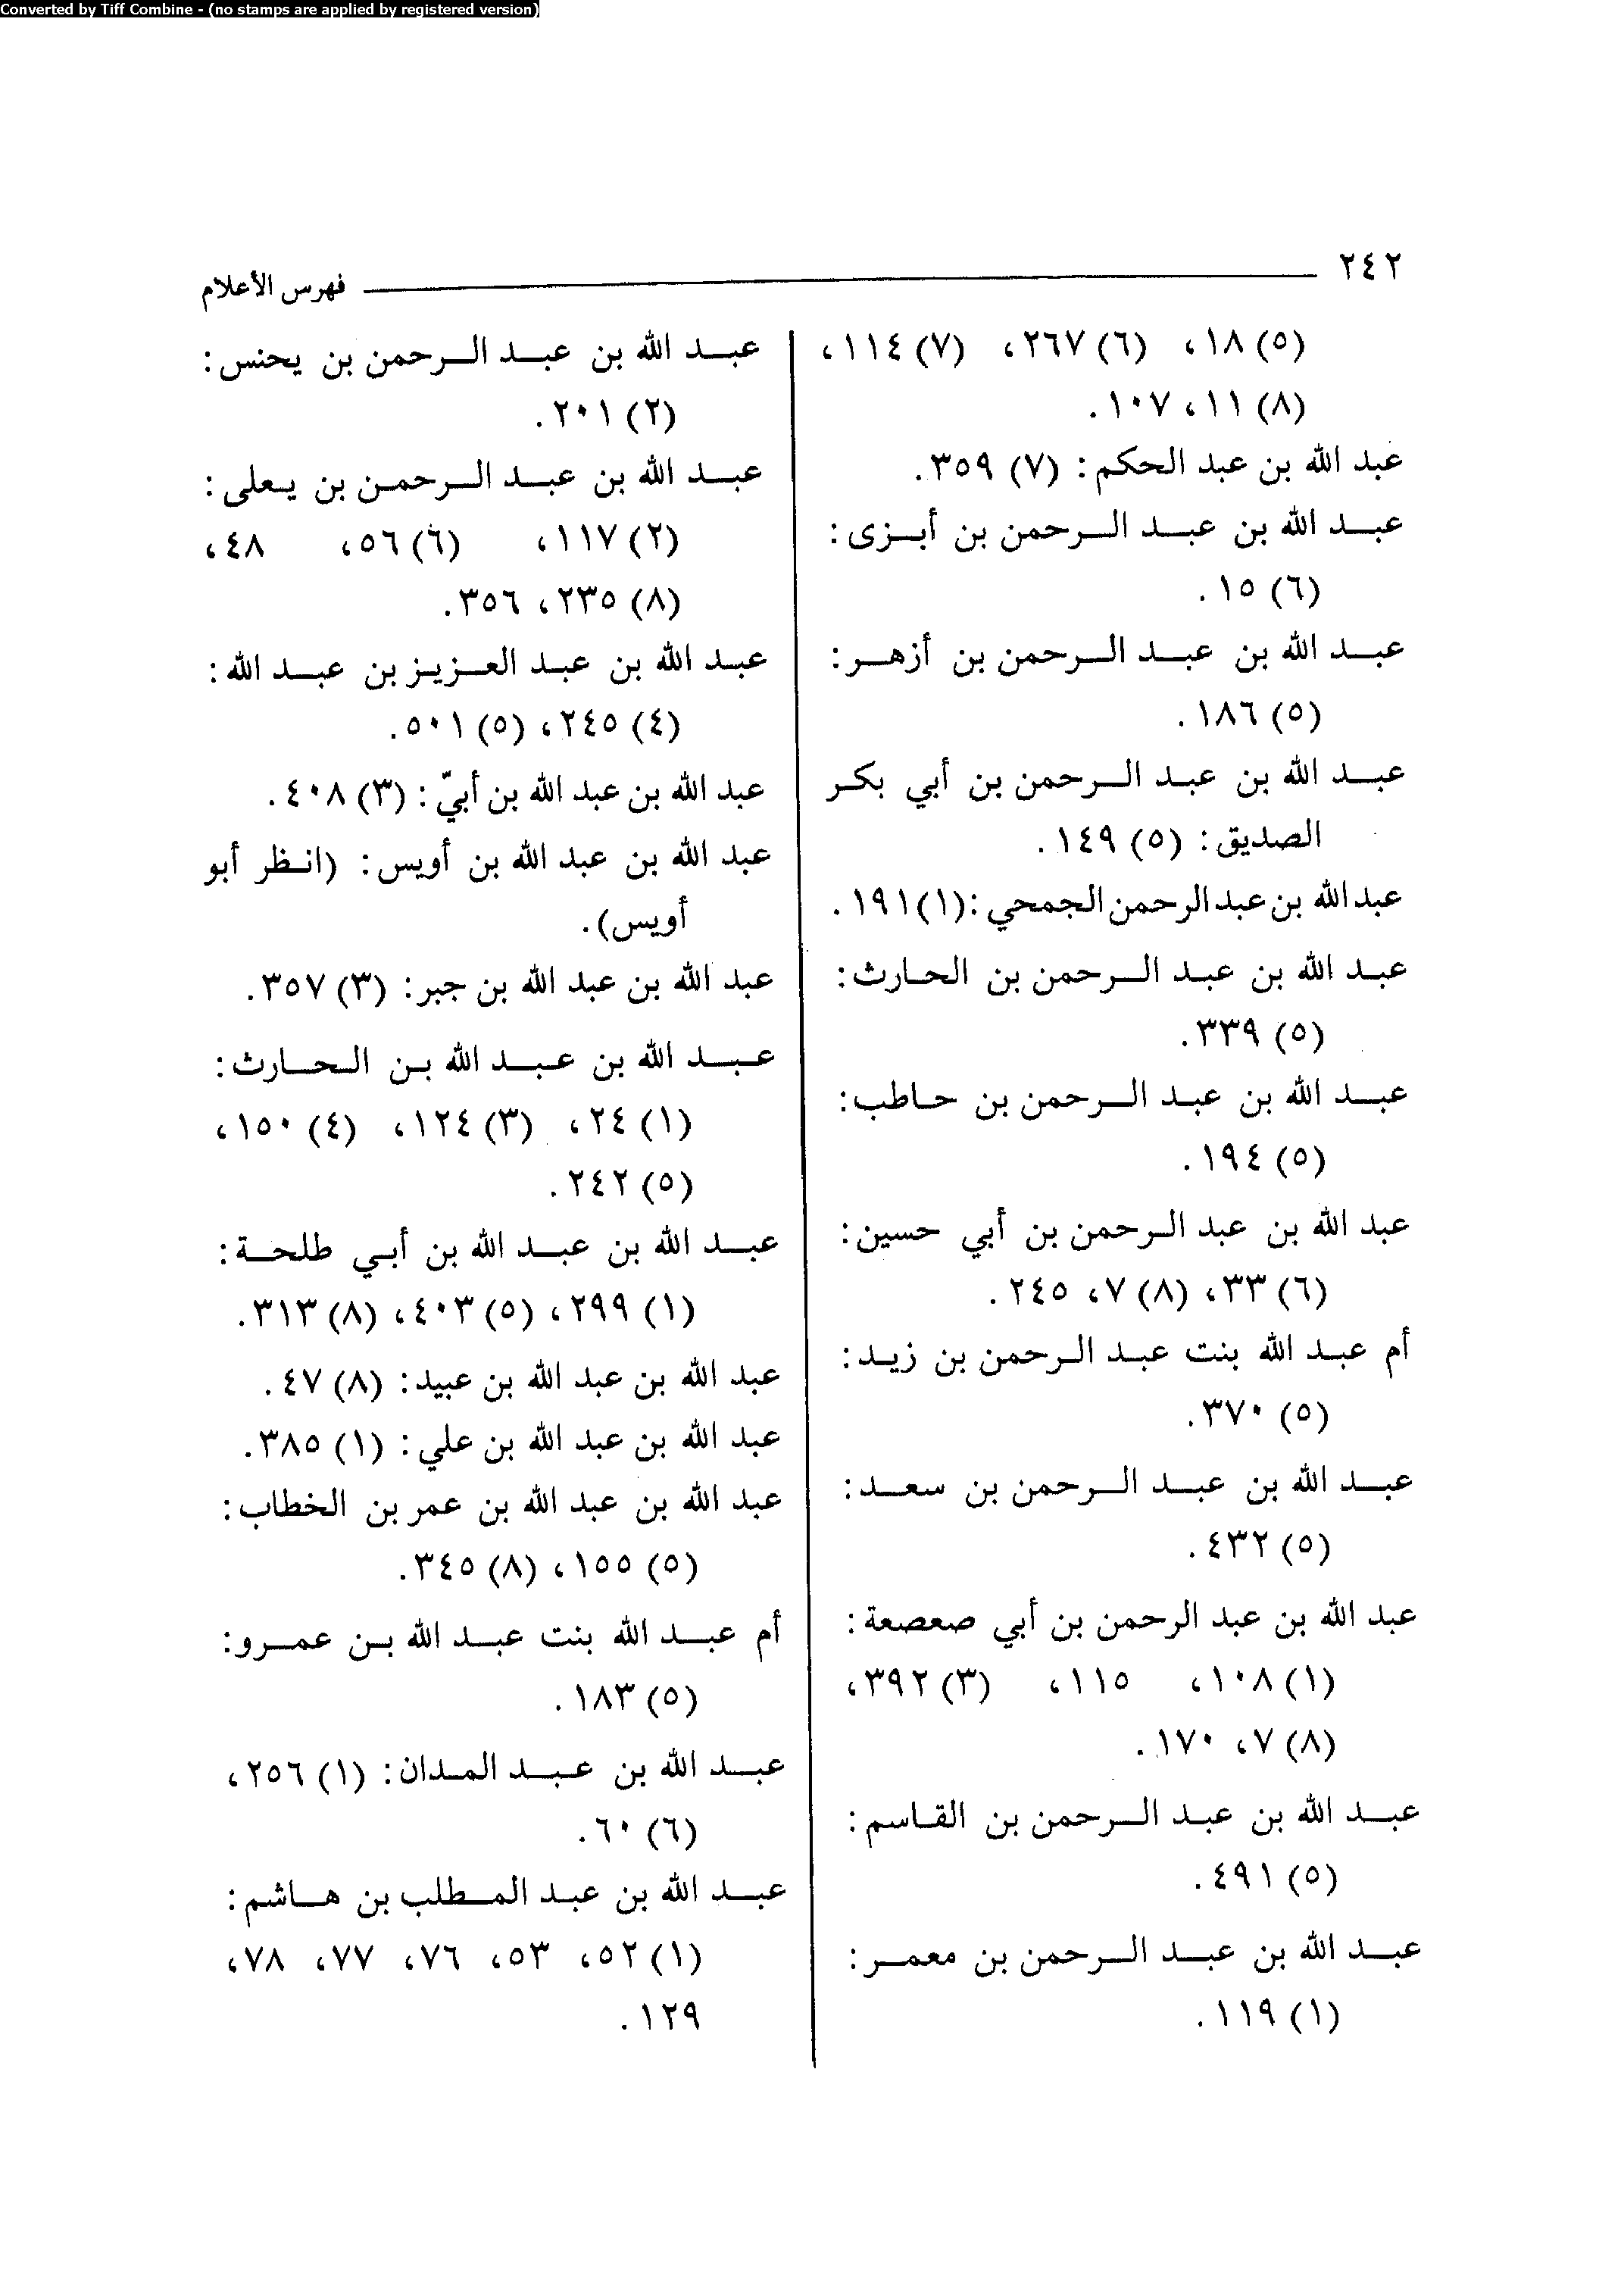 Converted by Tiff Combine - (no stamps are applied by registered version)
٢٤٢
فهرس الأعلام
(٥) ١٨، (٦) ٢٦٧، (٧) ١١٤،
(٨) ١١، ١٠٧.
عبد الله بن عبد الحكم: (٧) ٣٥٩.
عبد الله بن عبد الرحمن بن أبزى:
(٦) ١٥.
عبد الله بن عبد الرحمن بن أزهر:
(٥) ١٨٦.
عبد الله بن عبد الرحمن بن أبي بكر
الصديق: (٥) ١٤٩.
عبد الله بن عبد الرحمن الجمحي: (١) ١٩١.
عبد الله بن عبد الرحمن بن الحارث:
(٥) ٣٣٩.
عبد الله بن عبد الرحمن بن حاطب:
(٥) ١٩٤.
عبد الله بن عبد الرحمن بن أبي حسين:
(٦) ٣٣، (٨) ٧، ٢٤٥.
أم عبد الله بنت عبد الرحمن بن زيد:
(٥) ٣٧٠.
عبد الله بن عبد الرحمن بن سعد:
(٥) ٤٣٢.
عبد الله بن عبد الرحمن بن أبي صعصعة:
(١) ١٠٨، ١١٥، (٣) ٣٩٢،
(٨) ٧، ١٧٠.
عبد الله بن عبد الرحمن بن القاسم:
(٥) ٤٩١.
عبد الله بن عبد الرحمن بن معمر:
(١) ١١٩.
عبد الله بن عبد الرحمن بن يحنس:
(٢) ٢٠١.
عبد الله بن عبد الرحمن بن يعلى:
(٢) ١١٧، (٦) ٥٦، ٤٨،
(٨) ٢٣٥، ٣٥٦.
عبد الله بن عبد العزيز بن عبد الله:
(٤) ٢٤٥، (٥) ٥٠١.
عبد الله بن عبد الله بن أبيّ: (٣) ٤٠٨.
عبد الله بن عبد الله بن أويس: (انظر أبو
أويس).
عبد الله بن عبد الله بن جبر: (٣) ٣٥٧.
عبد الله بن عبد الله بن الحارث:
(١) ٢٤، (٣) ١٢٤، (٤) ١٥٠،
(٥) ٢٤٢.
عبد الله بن عبد الله بن أبي طلحة:
(١) ٢٩٩، (٥) ٤٠٣، (٨) ٣١٣.
عبد الله بن عبد الله بن عبيد: (٨) ٤٧.
عبد الله بن عبد الله بن علي: (١) ٣٨٥.
عبد الله بن عبد الله بن عمر بن الخطاب:
(٥) ١٥٥، (٨) ٣٤٥.
أم عبد الله بنت عبد الله بن عمرو:
(٥) ١٨٣.
عبد الله بن عبد المدان: (١) ٢٥٦،
(٦) ٦٠.
عبد الله بن عبد المطلب بن هاشم:
(١) ٥٢، ٥٣، ٧٦، ٧٧، ٧٨،
١٢٩.